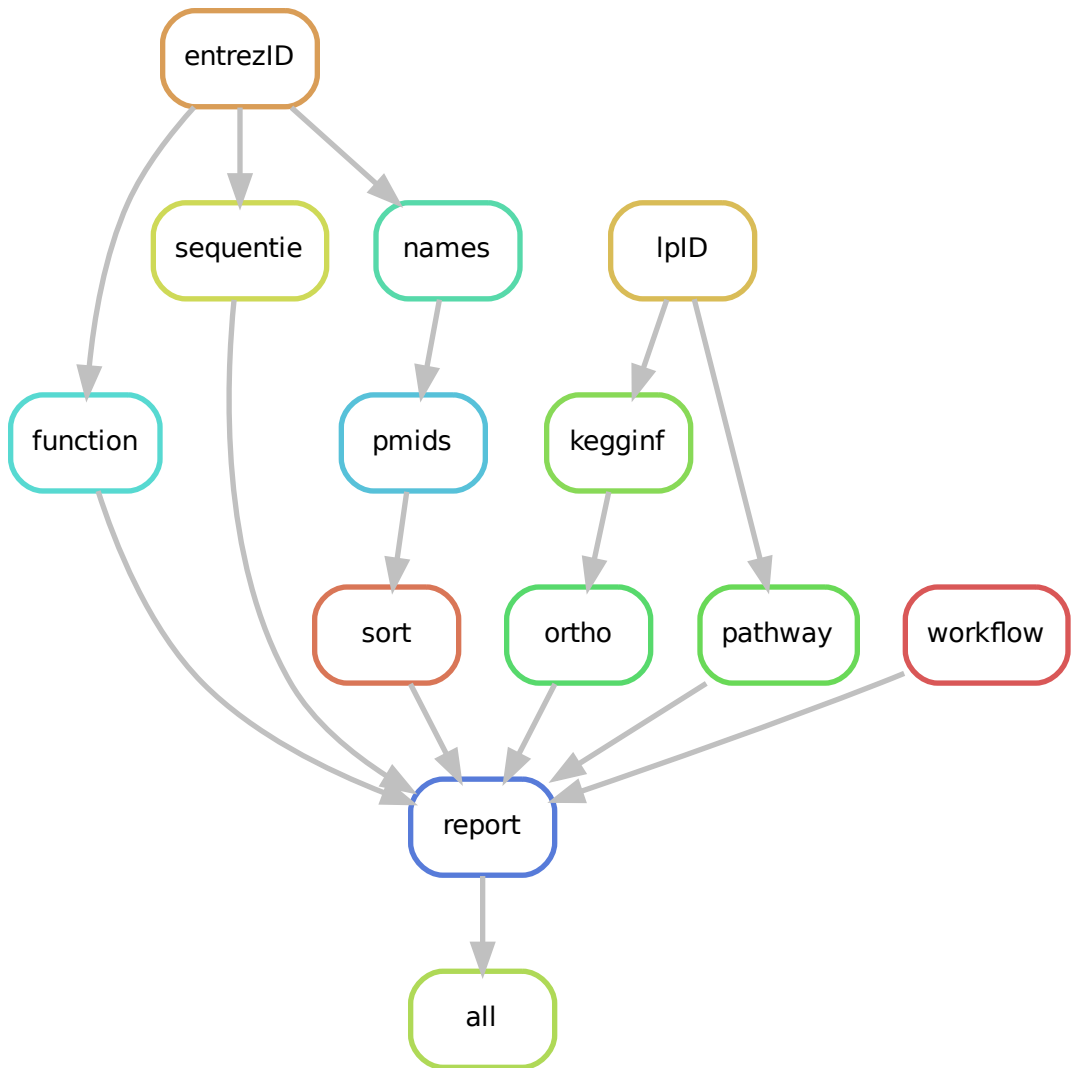 entrezID
sequentie
names
lpID
function
pmids
kegginf
sort
ortho
pathway
workflow
report
all